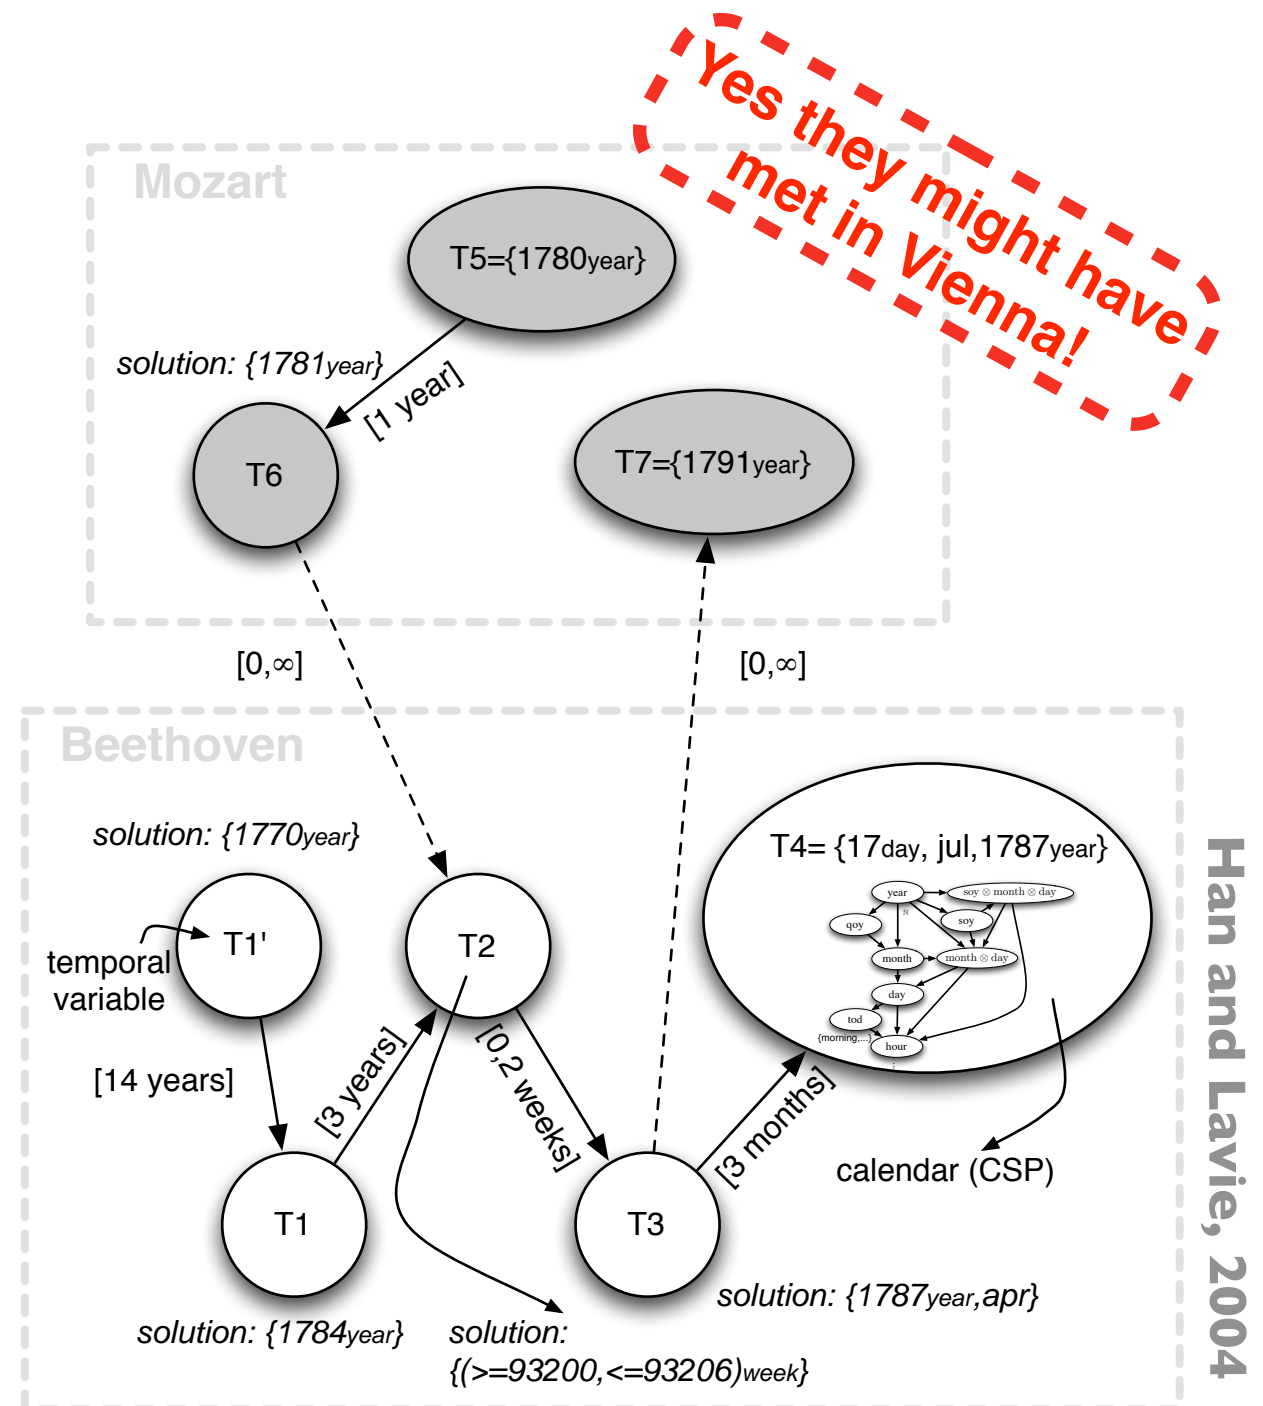 Yes they might have
met in Vienna!
Mozart
T5={1780year}
solution: {1781year}
[1 year]
T6
T7={1791year}
[0,∞]
[0,∞]
Beethoven
solution: {1770year}
T1'
temporal
variable
T2
T4= {17day, jul,1787year}
year
soy ⊗ month ⊗ day
ℕ
qoy
soy
month
month ⊗ day
day
tod
{morning,...}
hour
⋮
[14 years]
[3 years]
[0,2 weeks]
[3 months]
calendar (CSP)
T1
T3
solution: {1787year,apr}
solution: {1784year}
solution:
{(>=93200,<=93206)week}
Han and Lavie, 2004